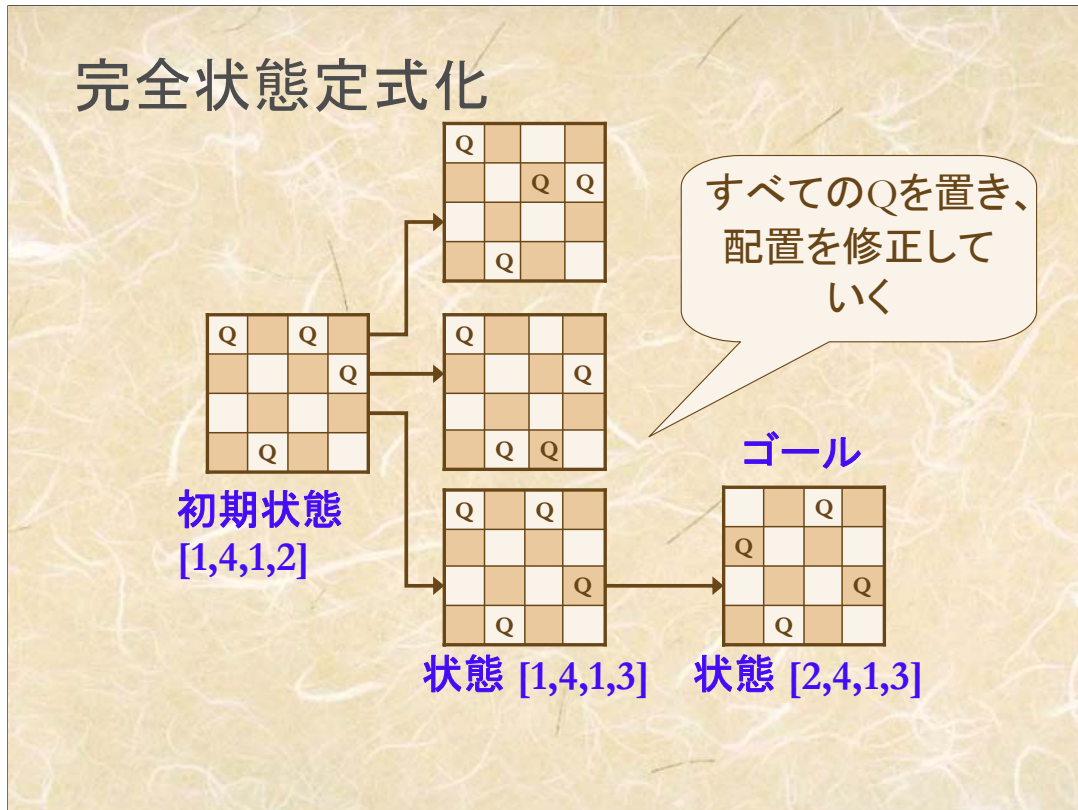 完全状態定式化
Q
Q Q
Q
すべてのQを置き、
配置を修正して
いく
Q Q
Q
Q
初期状態
[1,4,1,2]
Q
Q
Q Q
Q Q
Q
Q
状態 [1,4,1,3]
ゴール
Q
Q
Q
Q
状態 [2,4,1,3]